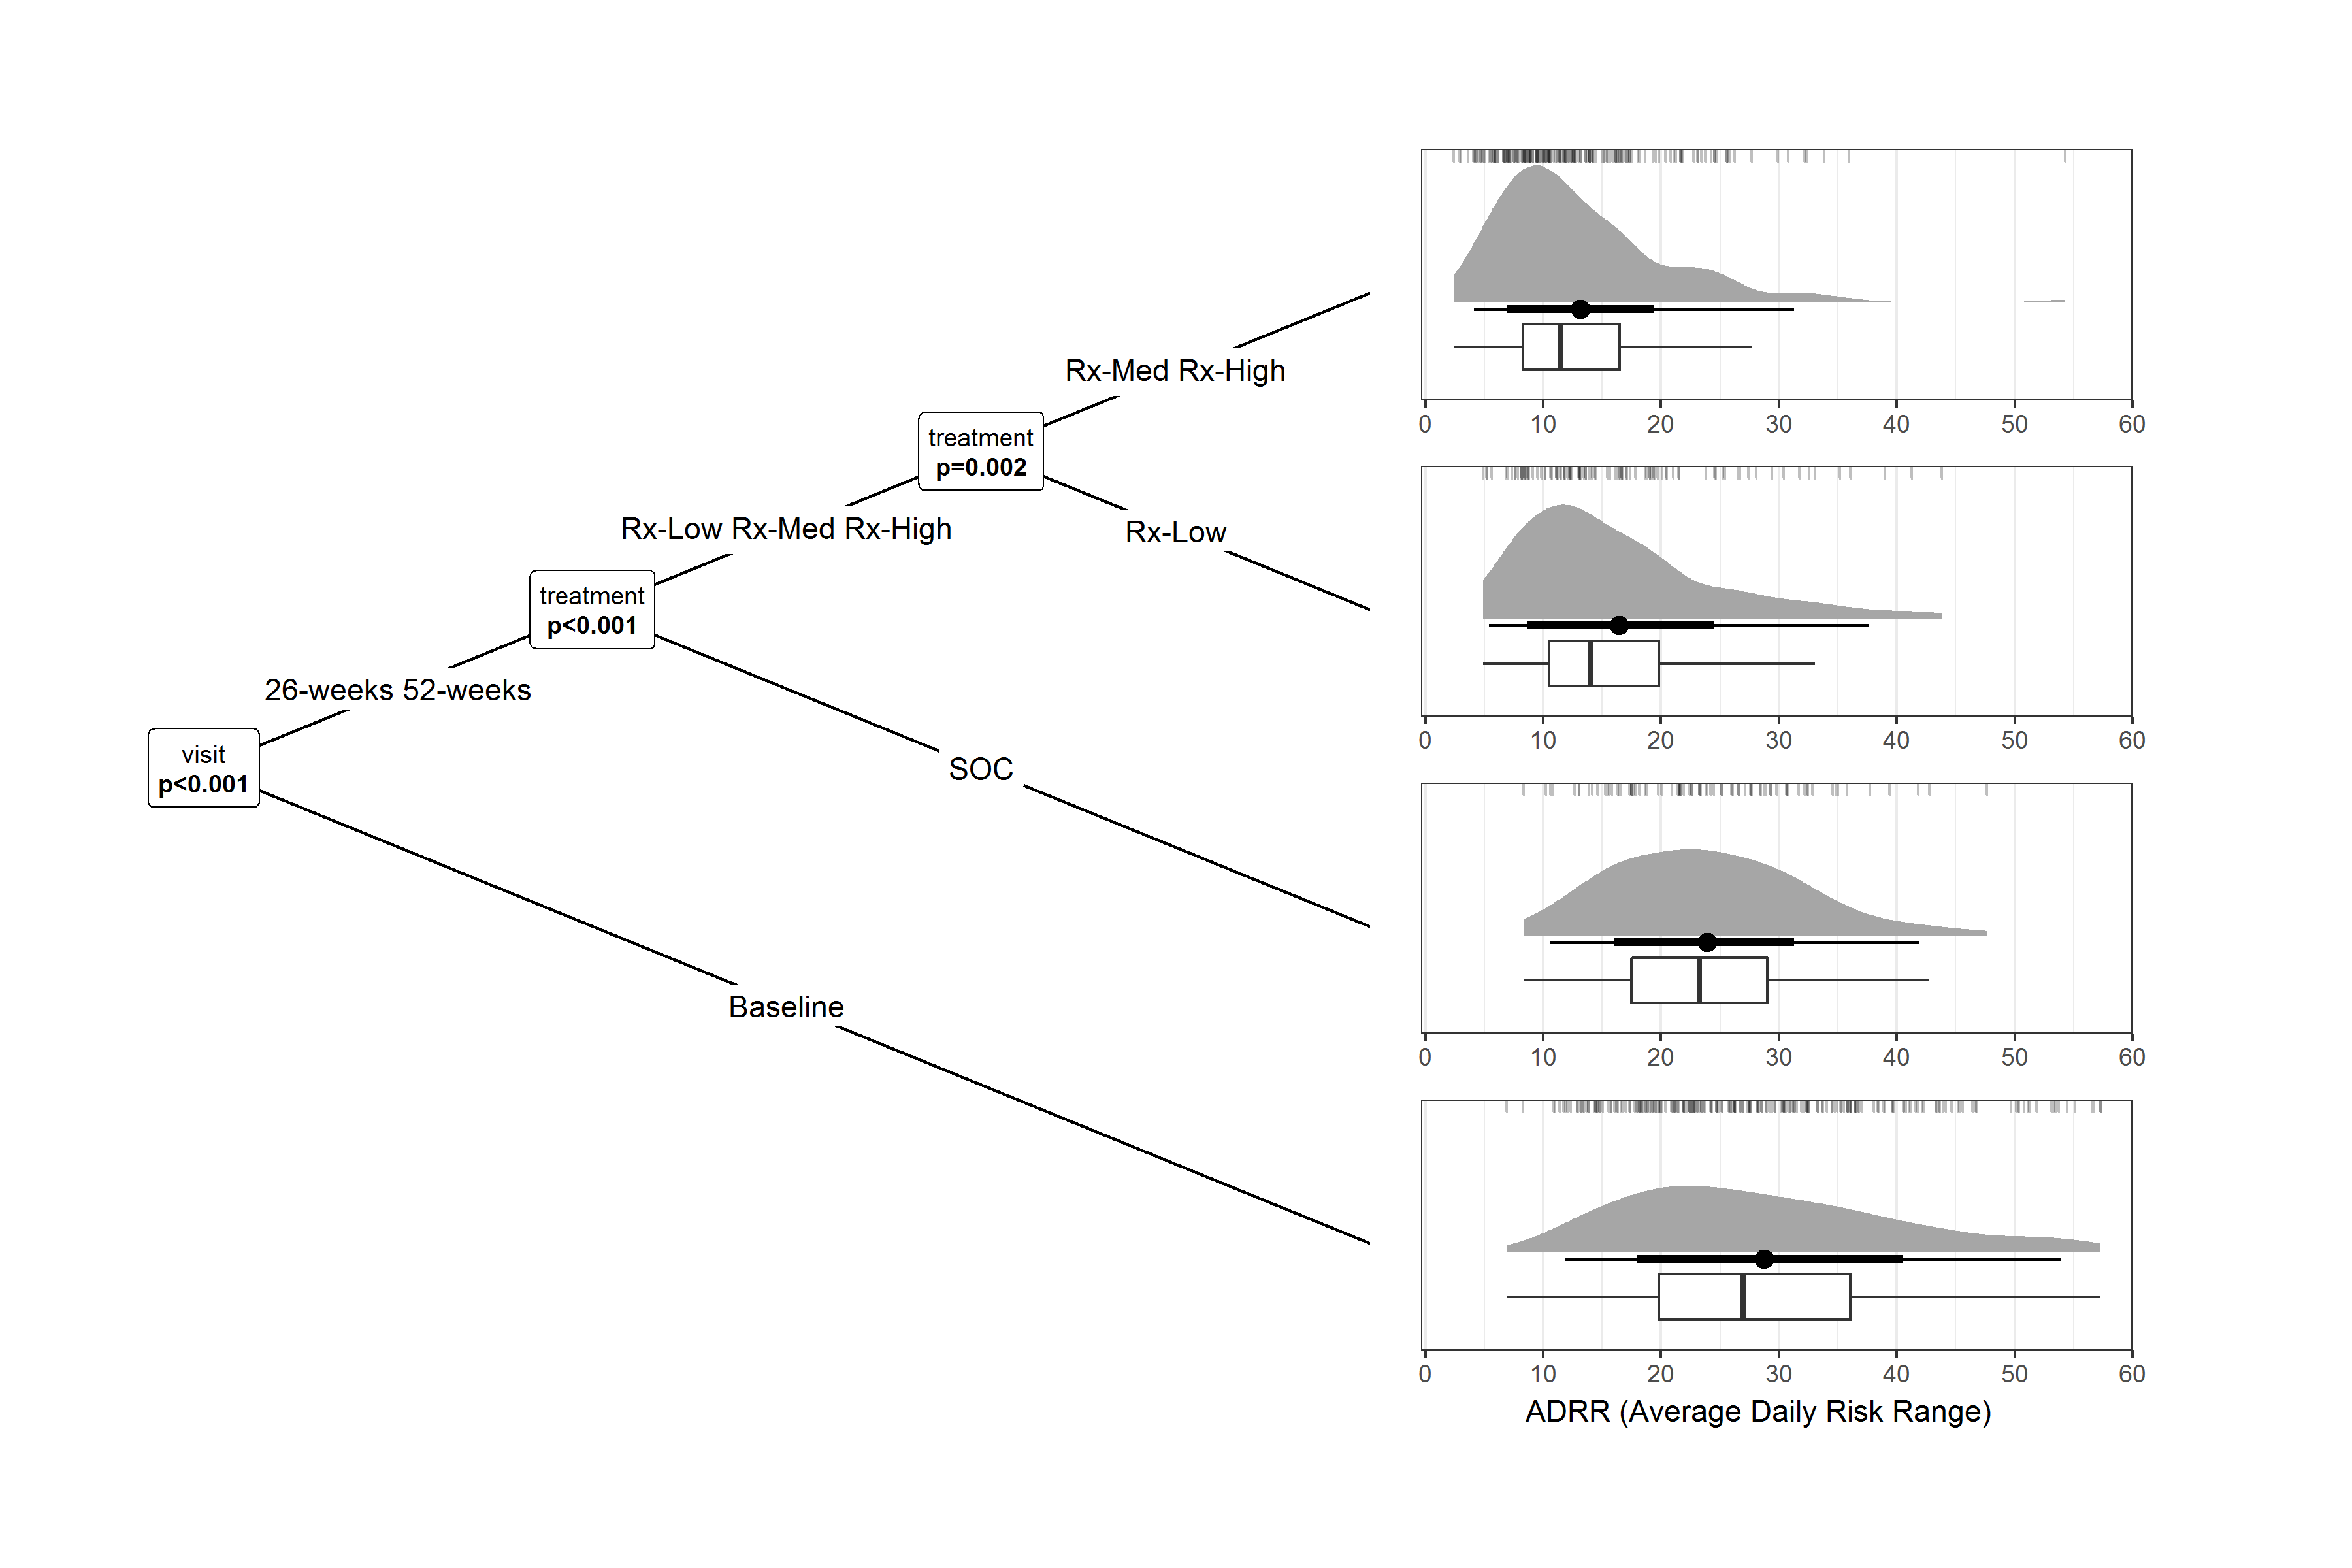 0 10 20 30 40 50 60
Rx-Med Rx-High
treatment
p=0.002
Rx-Low Rx-Med Rx-High
Rx-Low
treatment
p<0.001
0 10 20 30 40 50 60
26-weeks 52-weeks
visit
p<0.001
SOC
0 10 20 30 40 50 60
Baseline
0 10 20 30 40 50 60
ADRR (Average Daily Risk Range)